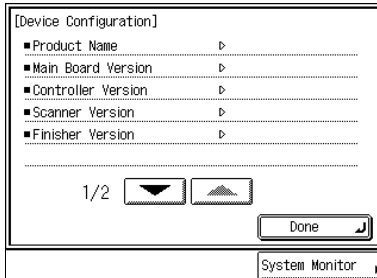 [Device Configuration]
■Product Name ▷
■Main Board Version ▷
■Controller Version ▷
■Scanner Version ▷
■Finisher Version ▷
1/2 ▼ ▲
Done
System Monitor